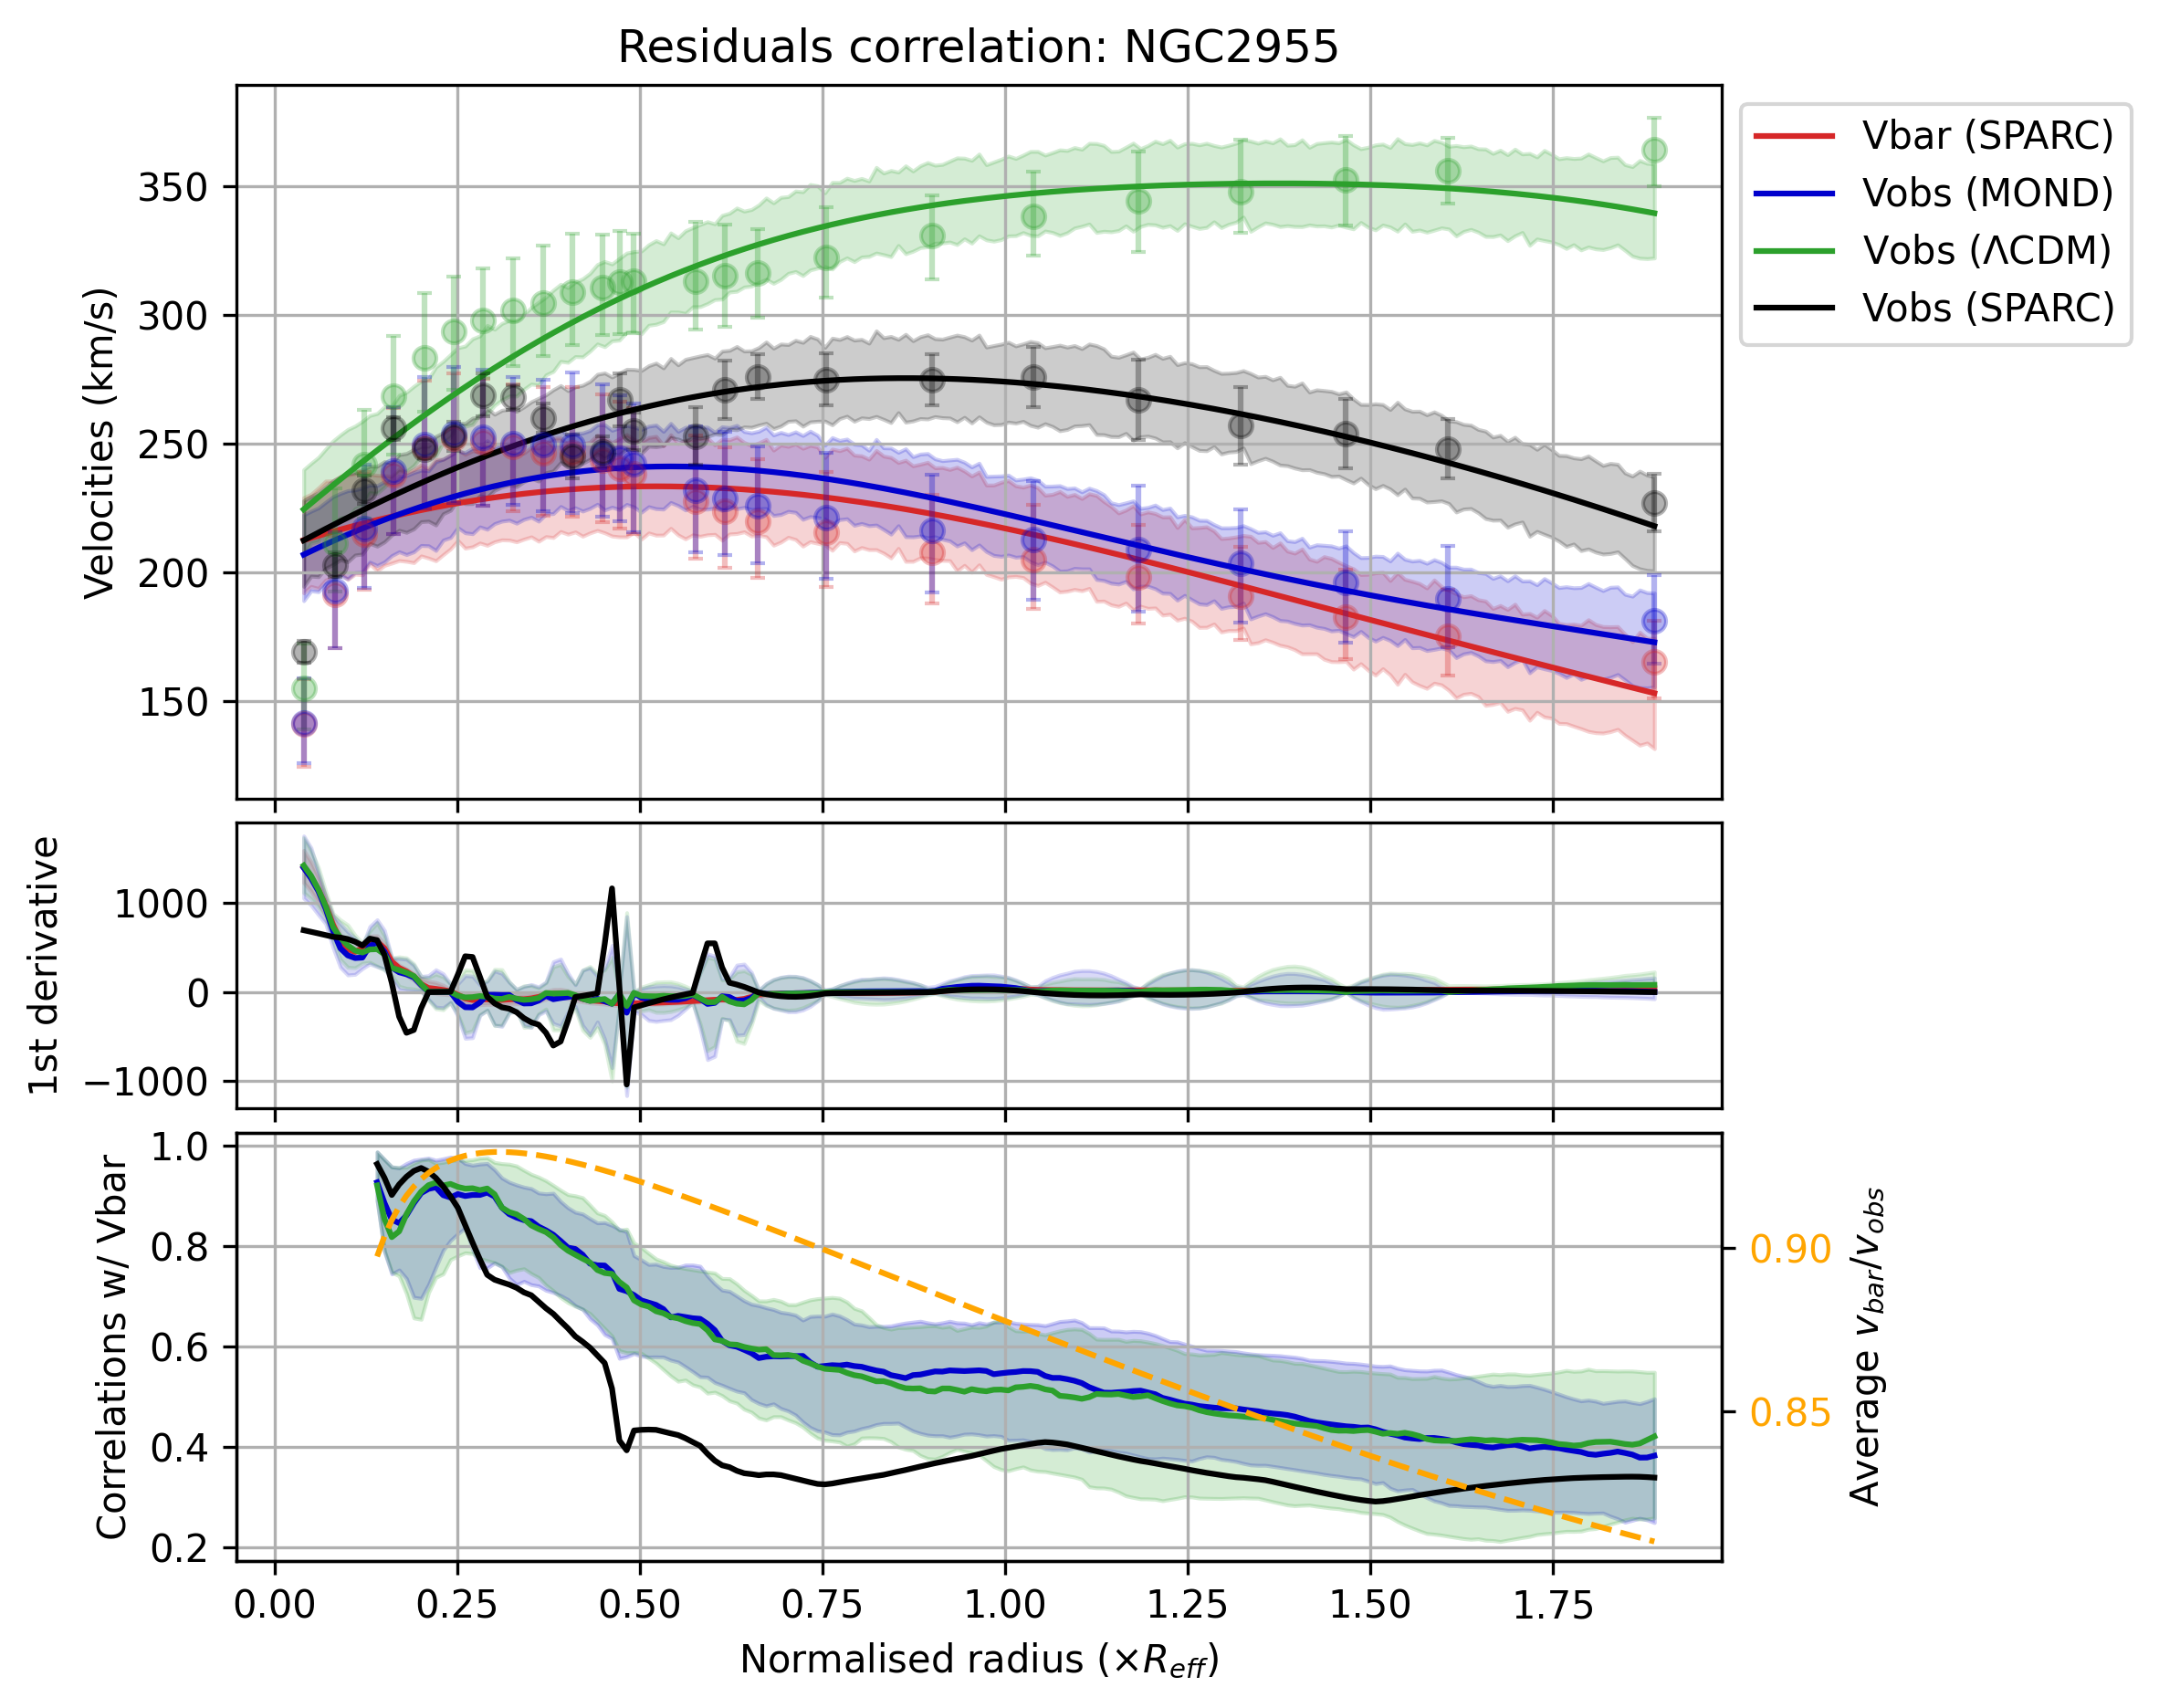 Residuals correlation: NGC2955
Velocities (km/s)
350
300
250
200
150
Vbar (SPARC)
Vobs (MOND)
Vobs (ΛCDM)
Vobs (SPARC)
1st derivative
1000
0
−1000
Correlations w/ Vbar
1.0
0.8
0.6
0.4
0.2
0.90
0.85
Average v_bar/v_obs
0.00 0.25 0.50 0.75 1.00 1.25 1.50 1.75
Normalised radius (×R_eff)